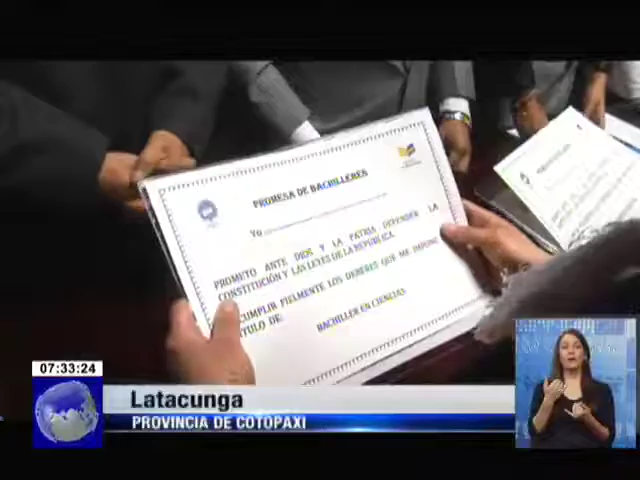 PROMESA DE BACHILLERES
Yo
PROMETO ANTE DIOS Y LA PATRIA DEFENDER LA
CONSTITUCIÓN Y LAS LEYES DE LA REPÚBLICA.
CUMPLIR FIELMENTE LOS DEBERES QUE ME IMPONE
TÍTULO DE:
BACHILLER EN CIENCIAS
07:33:24
Latacunga
PROVINCIA DE COTOPAXI